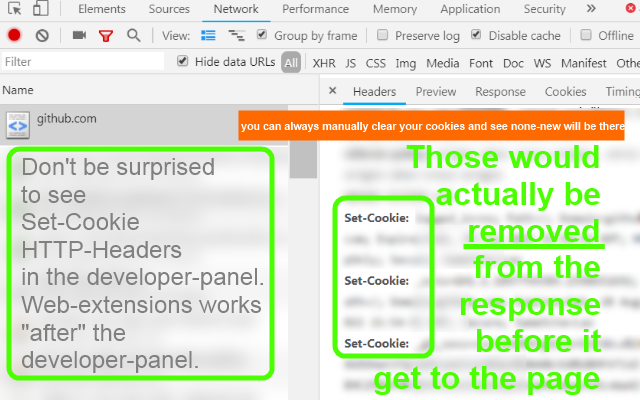 Elements Sources Network Performance Memory Application Security »
View: Group by frame Preserve log Disable cache Offline
Filter Hide data URLs All XHR JS CSS Img Media Font Doc WS Manifest Othe
Name
× Headers Preview Response Cookies Timing
github.com
you can always manually clear your cookies and see none-new will be there
Don't be surprised
to see
Set-Cookie
HTTP-Headers
in the developer-panel.
Web-extensions works
"after" the
developer-panel.
Those would
actually be
removed
from the
response
before it
get to the page
Set-Cookie:
Set-Cookie:
Set-Cookie: